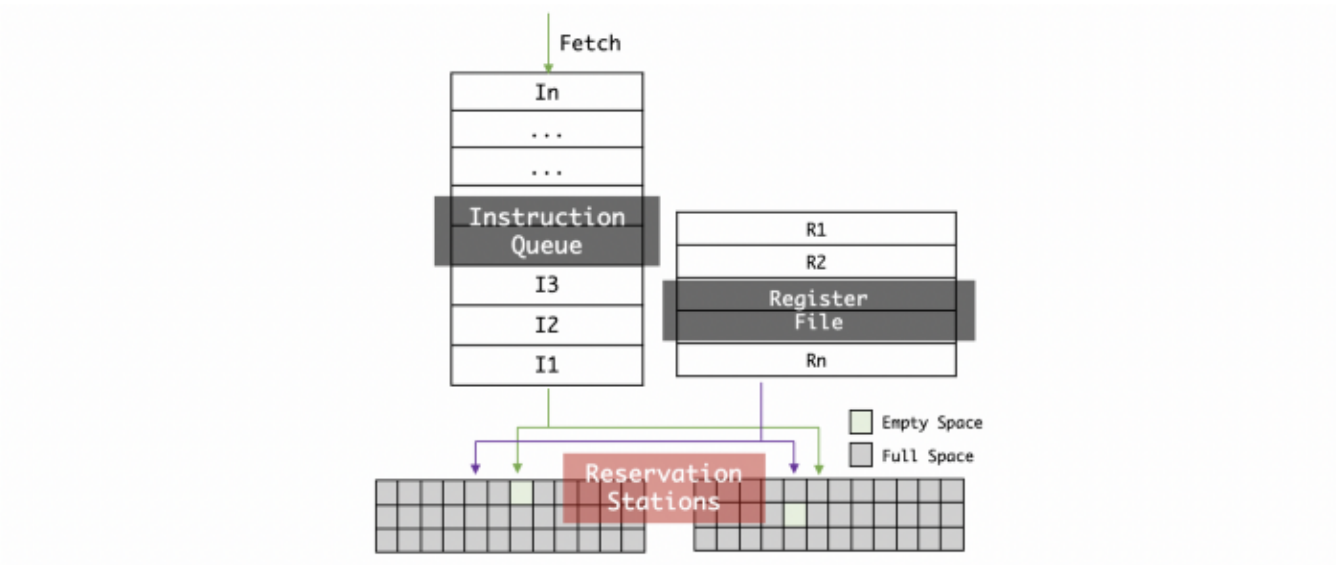 Fetch
In
...
...
Instruction
Queue
I3
I2
I1
R1
R2
Register
File
Rn
Empty Space
Full Space
Reservation
Stations